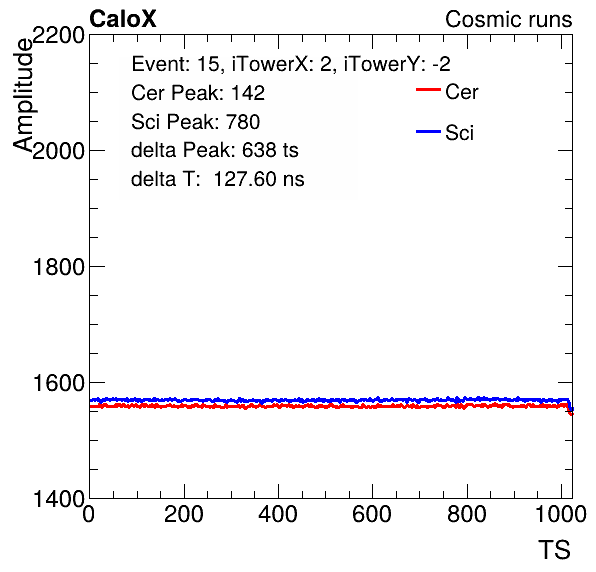 CaloX Cosmic runs
Amplitude
Event: 15, iTowerX: 2, iTowerY: -2
Cer Peak: 142
Sci Peak: 780
delta Peak: 638 ts
delta T:  127.60 ns
Cer
Sci
2200
2000
1800
1600
1400
0 200 400 600 800 1000
TS